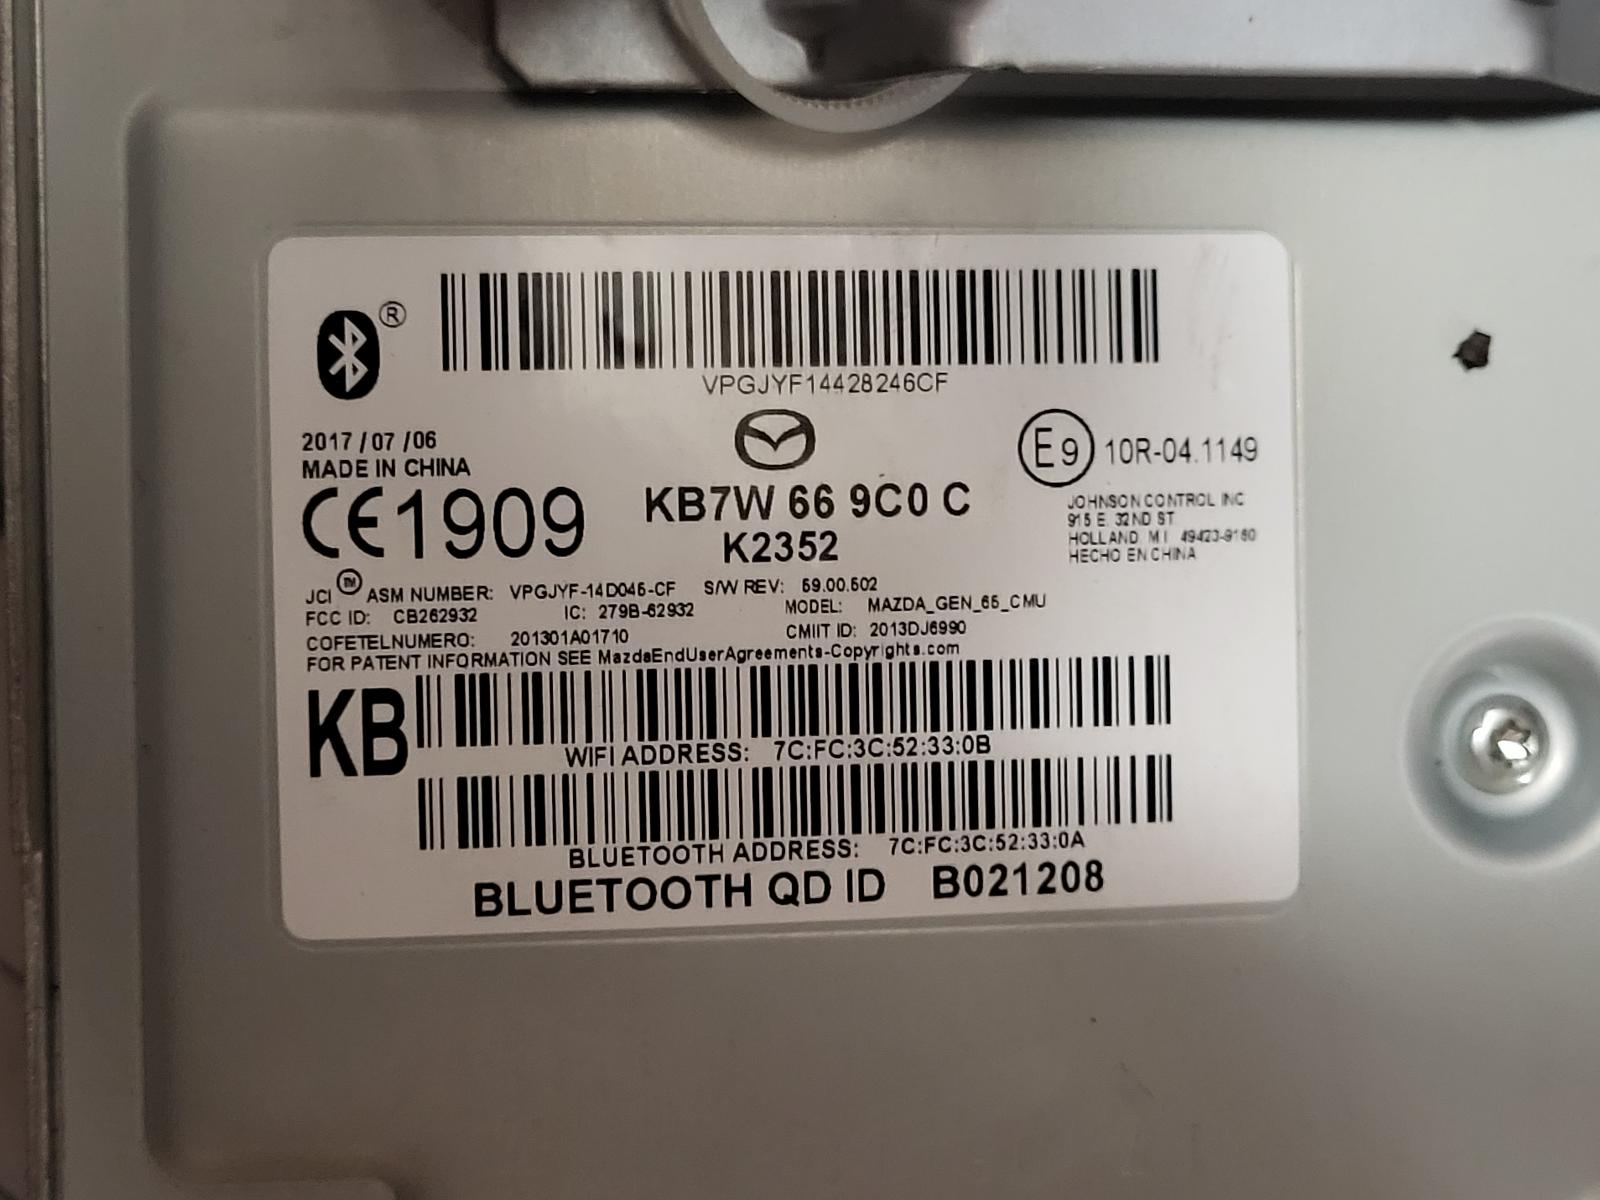 ®
VPGJYF14428246CF
2017/07/06
MADE IN CHINA
CE1909
KB7W 66 9C0 C
K2352
E9 10R-04.1149
JOHNSON CONTROL INC
915 E. 32ND ST
HOLLAND MI 49423-9160
HECHO EN CHINA
JCI™ ASM NUMBER: VPGJYF-14D046-CF S/W REV: 59.00.502
FCC ID: CB262932 IC: 279B-62932 MODEL: MAZDA_GEN_65_CMU
COFETELNUMERO: 201301A01710 CMIIT ID: 2013DJ6990
FOR PATENT INFORMATION SEE MazdaEndUserAgreements-Copyrights.com
KB
WIFI ADDRESS: 7C:FC:3C:52:33:0B
BLUETOOTH ADDRESS: 7C:FC:3C:52:33:0A
BLUETOOTH QD ID B021208